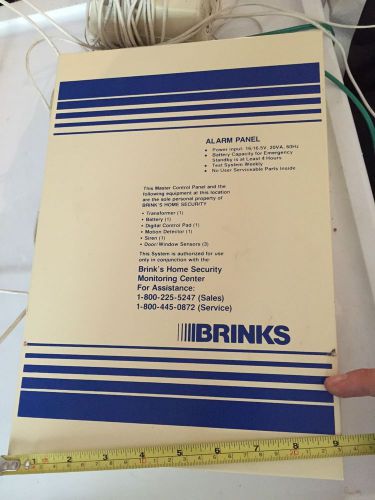 ALARM PANEL
• Power Input: 16/16.5V, 20VA, 60Hz
• Battery Capacity for Emergency
Standby is at Least 4 Hours
• Test System Weekly
• No User Serviceable Parts Inside
This Master Control Panel and the
following equipment at this location
are the sole personal property of
BRINK'S HOME SECURITY
• Transformer (1)
• Battery (1)
• Digital Control Pad (1)
• Motion Detector (1)
• Siren (1)
• Door/Window Sensors (3)
This System is authorized for use
only in conjunction with the
Brink's Home Security
Monitoring Center
For Assistance:
1-800-225-5247 (Sales)
1-800-445-0872 (Service)
BRINKS
1 2 3 4 5 6 7 8 9